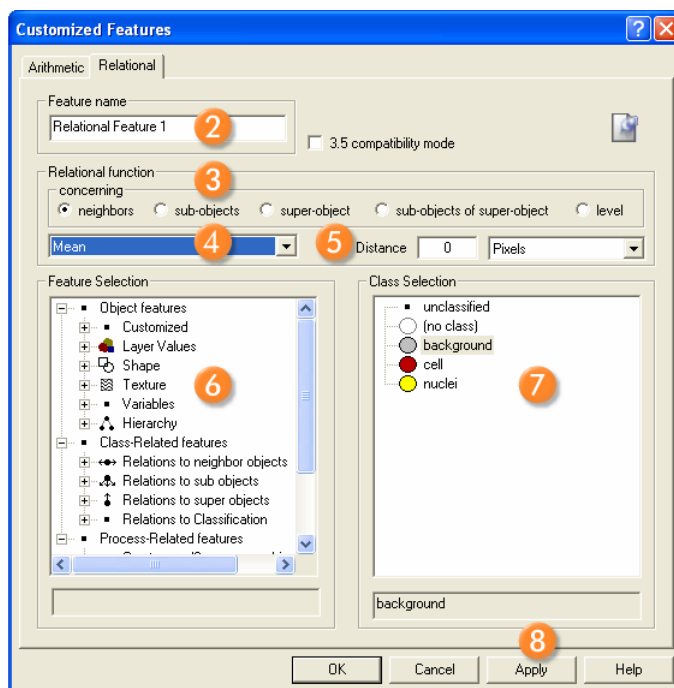 Customized Features
Arithmetic Relational
Feature name
Relational Feature 1
2
3.5 compatibility mode
Relational function
3
concerning
neighbors sub-objects super-object sub-objects of super-object level
Mean
4
5
Distance 0 Pixels
Feature Selection
Object features
Customized
Layer Values
Shape
Texture
Variables
Hierarchy
Class-Related features
Relations to neighbor objects
Relations to sub objects
Relations to super objects
Relations to Classification
Process-Related features
6
Class Selection
unclassified
(no class)
background
cell
nuclei
7
background
8
OK Cancel Apply Help